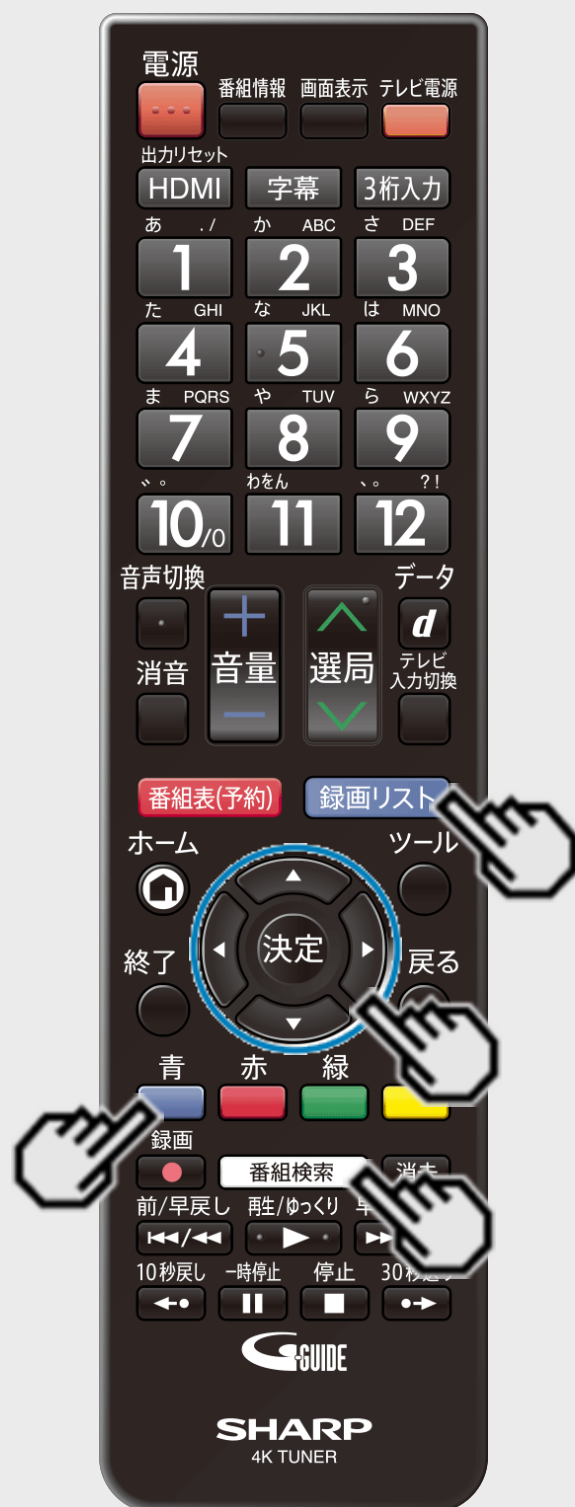 電源
番組情報 画面表示 テレビ電源
出力リセット
HDMI 字幕 3桁入力
あ ./ か ABC さ DEF
1 2 3
た GHI な JKL は MNO
4 5 6
ま PQRS や TUV ら WXYZ
7 8 9
゛゜ わをん 、。 ?!
10/0 11 12
音声切換 データ
＋ d
消音 音量 選局 テレビ
入力切換
－
番組表(予約) 録画リスト
ホーム ツール
決定
終了 戻る
青 赤 緑
録画
番組検索
前/早戻し 再生/ゆっくり
10秒戻し 一時停止 停止
G-GUIDE
SHARP
4K TUNER